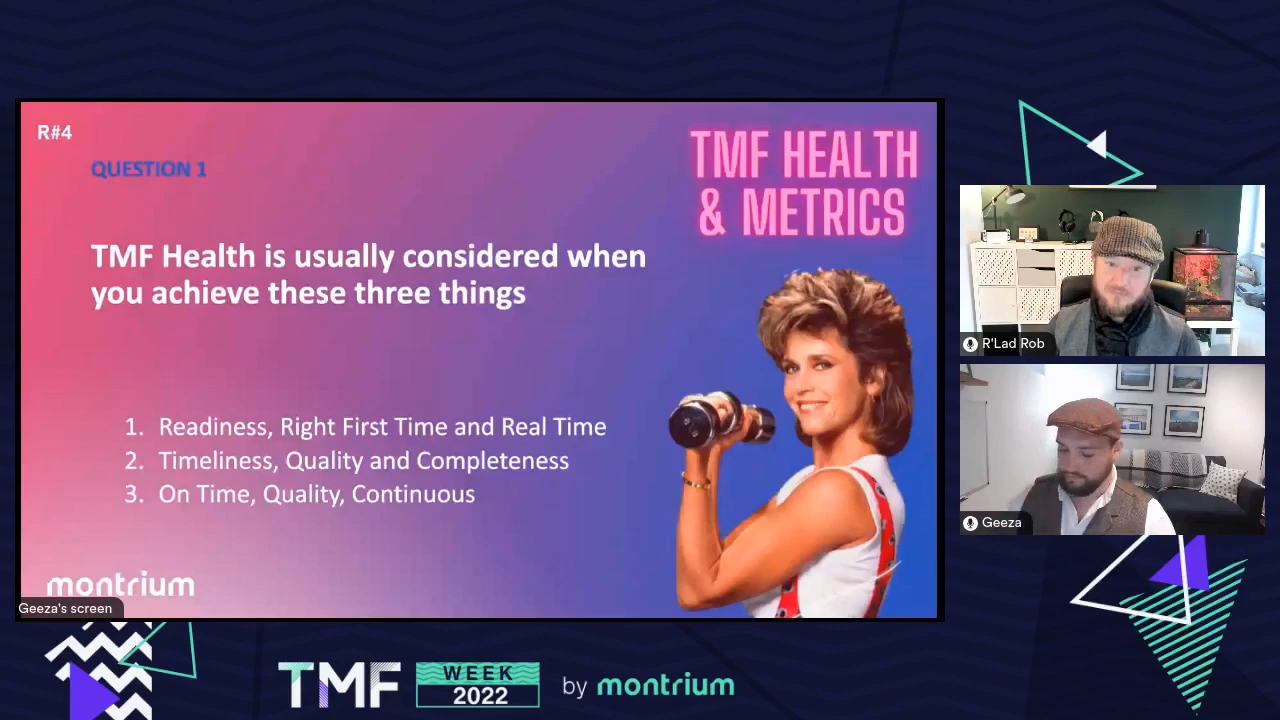 R#4
QUESTION 1
TMF HEALTH
& METRICS
TMF Health is usually considered when
you achieve these three things
1. Readiness, Right First Time and Real Time
2. Timeliness, Quality and Completeness
3. On Time, Quality, Continuous
montrium
Geeza's screen
R'Lad Rob
Geeza
TMF WEEK 2022 by montrium